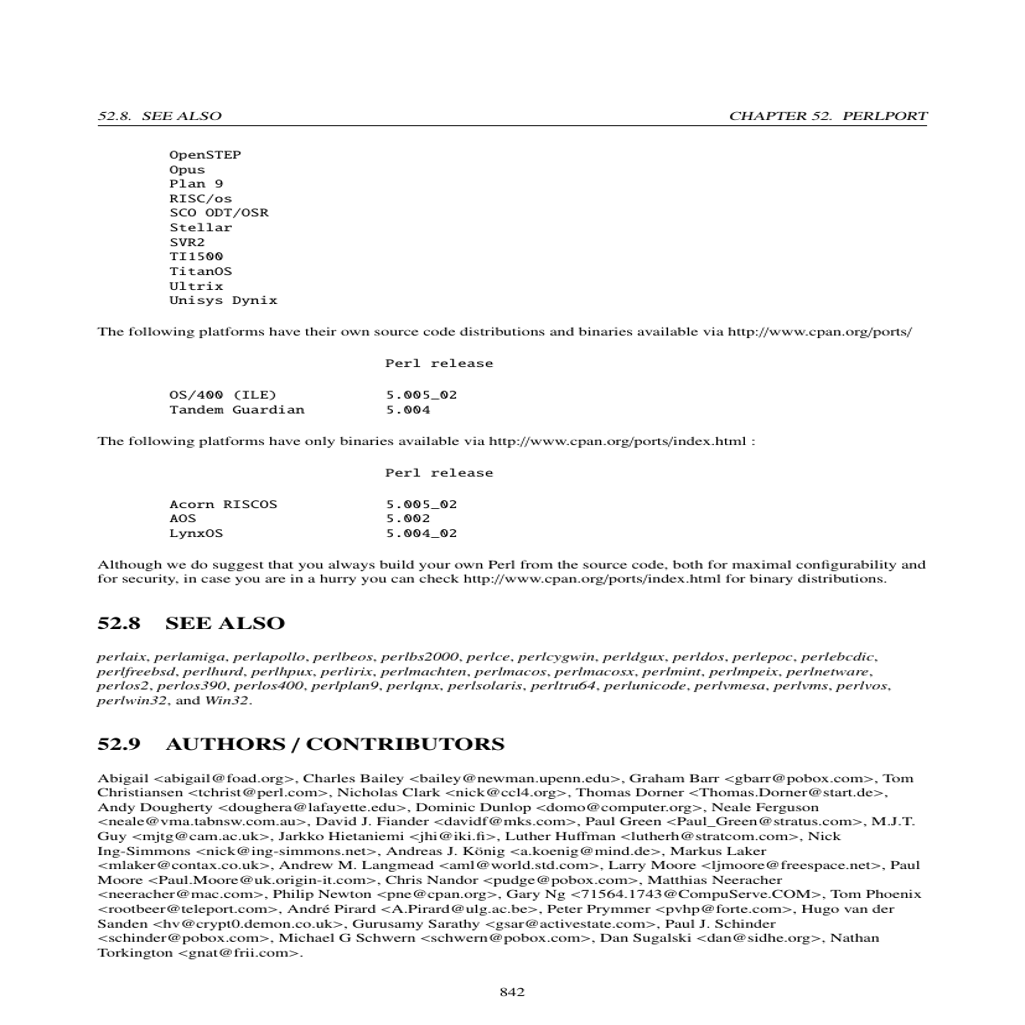 52.8. SEE ALSO CHAPTER 52. PERLPORT
OpenSTEP
Opus
Plan 9
RISC/os
SCO ODT/OSR
Stellar
SVR2
TI1500
TitanOS
Ultrix
Unisys Dynix
The following platforms have their own source code distributions and binaries available via http://www.cpan.org/ports/
Perl release
OS/400 (ILE) 5.005_02
Tandem Guardian 5.004
The following platforms have only binaries available via http://www.cpan.org/ports/index.html :
Perl release
Acorn RISCOS 5.005_02
AOS 5.002
LynxOS 5.004_02
Although we do suggest that you always build your own Perl from the source code, both for maximal configurability and
for security, in case you are in a hurry you can check http://www.cpan.org/ports/index.html for binary distributions.
52.8 SEE ALSO
perlaix, perlamiga, perlapollo, perlbeos, perlbs2000, perlce, perlcygwin, perldgux, perldos, perlepoc, perlebcdic,
perlfreebsd, perlhurd, perlhpux, perlirix, perlmachten, perlmacos, perlmacosx, perlmint, perlmpeix, perlnetware,
perlos2, perlos390, perlos400, perlplan9, perlqnx, perlsolaris, perltru64, perlunicode, perlvmesa, perlvms, perlvos,
perlwin32, and Win32.
52.9 AUTHORS / CONTRIBUTORS
Abigail <abigail@foad.org>, Charles Bailey <bailey@newman.upenn.edu>, Graham Barr <gbarr@pobox.com>, Tom
Christiansen <tchrist@perl.com>, Nicholas Clark <nick@ccl4.org>, Thomas Dorner <Thomas.Dorner@start.de>,
Andy Dougherty <doughera@lafayette.edu>, Dominic Dunlop <domo@computer.org>, Neale Ferguson
<neale@vma.tabnsw.com.au>, David J. Fiander <davidf@mks.com>, Paul Green <Paul_Green@stratus.com>, M.J.T.
Guy <mjtg@cam.ac.uk>, Jarkko Hietaniemi <jhi@iki.fi>, Luther Huffman <lutherh@stratcom.com>, Nick
Ing-Simmons <nick@ing-simmons.net>, Andreas J. König <a.koenig@mind.de>, Markus Laker
<mlaker@contax.co.uk>, Andrew M. Langmead <aml@world.std.com>, Larry Moore <ljmoore@freespace.net>, Paul
Moore <Paul.Moore@uk.origin-it.com>, Chris Nandor <pudge@pobox.com>, Matthias Neeracher
<neeracher@mac.com>, Philip Newton <pne@cpan.org>, Gary Ng <71564.1743@CompuServe.COM>, Tom Phoenix
<rootbeer@teleport.com>, André Pirard <A.Pirard@ulg.ac.be>, Peter Prymmer <pvhp@forte.com>, Hugo van der
Sanden <hv@crypt0.demon.co.uk>, Gurusamy Sarathy <gsar@activestate.com>, Paul J. Schinder
<schinder@pobox.com>, Michael G Schwern <schwern@pobox.com>, Dan Sugalski <dan@sidhe.org>, Nathan
Torkington <gnat@frii.com>.
842